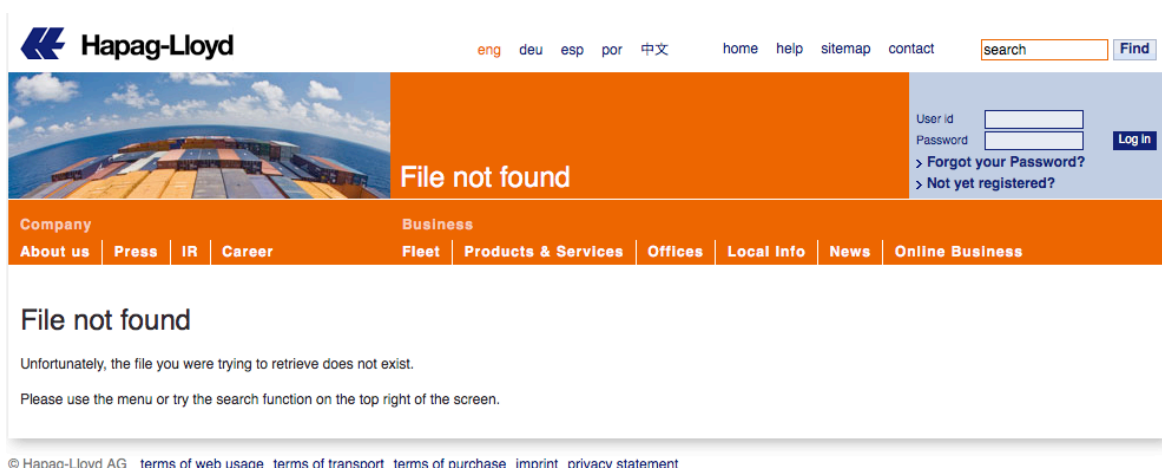 Hapag-Lloyd
eng deu esp por 中文 home help sitemap contact search Find
User id
Password Log in
> Forgot your Password?
File not found
> Not yet registered?
Company Business
About us Press IR Career Fleet Products & Services Offices Local Info News Online Business
File not found
Unfortunately, the file you were trying to retrieve does not exist.
Please use the menu or try the search function on the top right of the screen.
© Hapag-Lloyd AG terms of web usage terms of transport terms of purchase imprint privacy statement